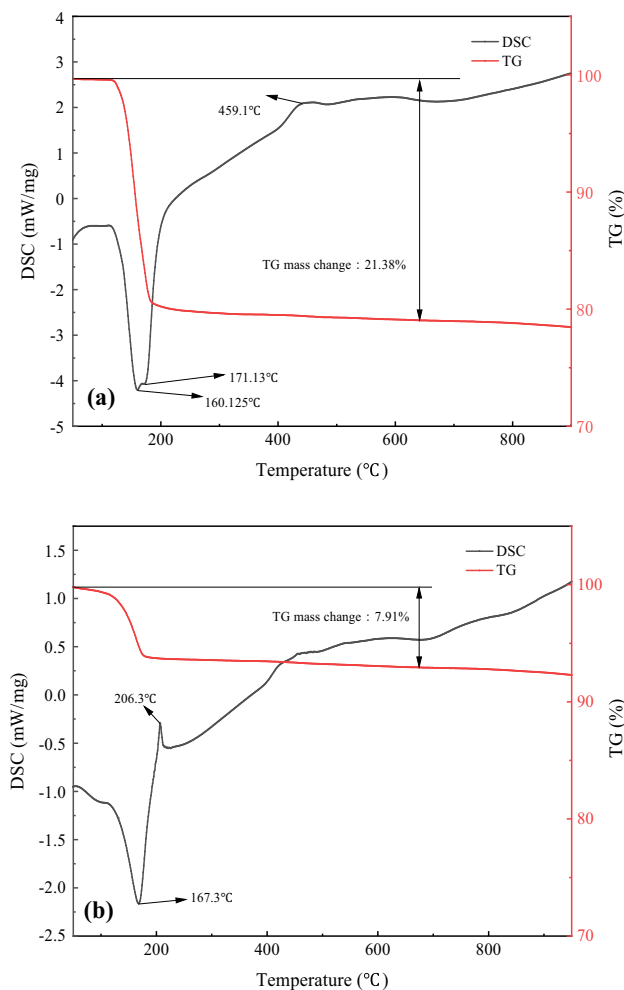 4
3
2
1
0
-1
-2
-3
-4
-5
DSC (mW/mg)
100
90
80
70
TG (%)
DSC
TG
459.1℃
TG mass change：21.38%
171.13℃
160.125℃
(a)
200
400
600
800
Temperature (℃)
1.5
1.0
0.5
0.0
-0.5
-1.0
-1.5
-2.0
-2.5
DSC (mW/mg)
100
90
80
70
TG (%)
DSC
TG
TG mass change：7.91%
206.3℃
167.3℃
(b)
200
400
600
800
Temperature (℃)